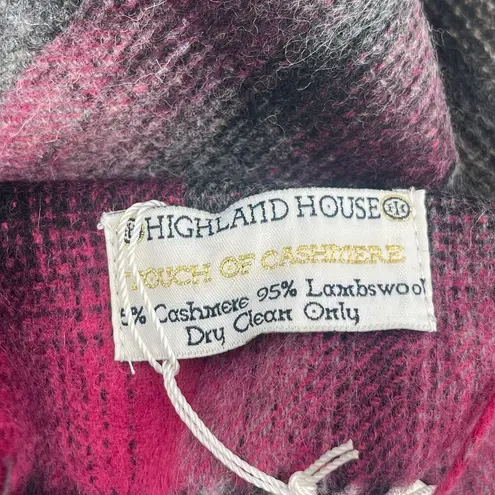 HIGHLAND HOUSE
TOUCH OF CASHMERE
5% Cashmere 95% Lambswool
Dry Clean Only